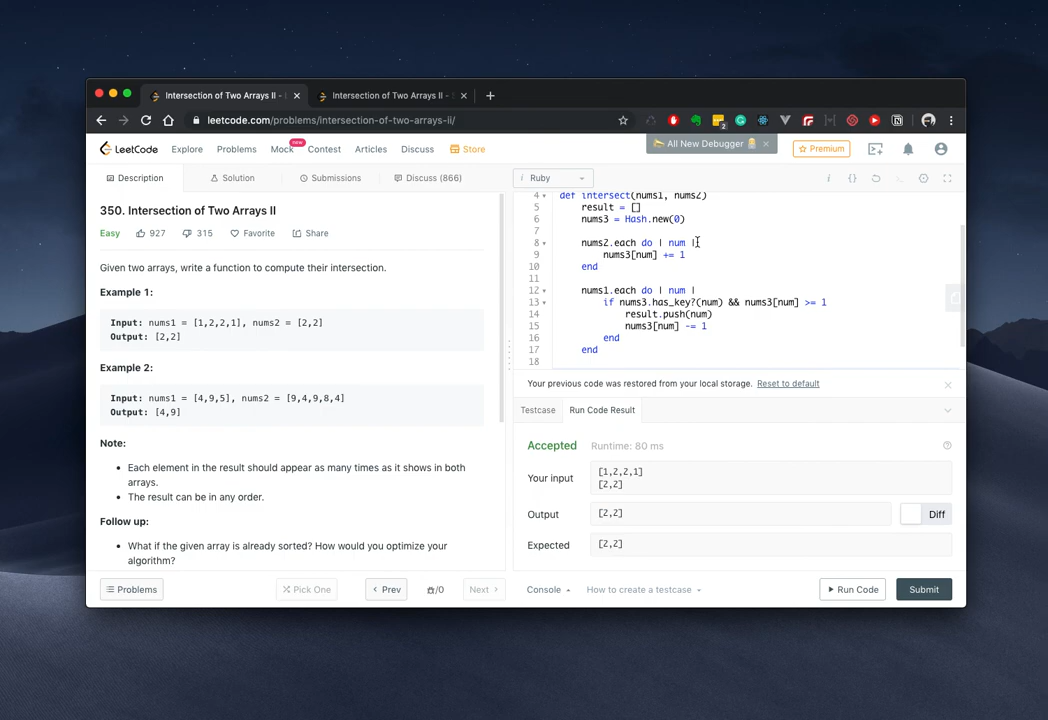 Intersection of Two Arrays II - L
Intersection of Two Arrays II -
leetcode.com/problems/intersection-of-two-arrays-ii/
2
LeetCode
Explore
Problems
Mock
new
Contest
Articles
Discuss
Store
All New Debugger
Premium
Description
Solution
Submissions
Discuss (866)
350. Intersection of Two Arrays II
Easy
927
315
Favorite
Share
Given two arrays, write a function to compute their intersection.
Example 1:
Input: nums1 = [1,2,2,1], nums2 = [2,2]
Output: [2,2]
Example 2:
Input: nums1 = [4,9,5], nums2 = [9,4,9,8,4]
Output: [4,9]
Note:
• Each element in the result should appear as many times as it shows in both
arrays.
• The result can be in any order.
Follow up:
• What if the given array is already sorted? How would you optimize your
algorithm?
Problems
Pick One
< Prev
/0
Next >
i Ruby
4 def intersect(nums1, nums2)
5 result = []
6 nums3 = Hash.new(0)
7
8 nums2.each do | num |
9 nums3[num] += 1
10 end
11
12 nums1.each do | num |
13 if nums3.has_key?(num) && nums3[num] >= 1
14 result.push(num)
15 nums3[num] -= 1
16 end
17 end
18
Your previous code was restored from your local storage. Reset to default
Testcase
Run Code Result
Accepted
Runtime: 80 ms
Your input
[1,2,2,1]
[2,2]
Output
[2,2]
Diff
Expected
[2,2]
Console
How to create a testcase
Run Code
Submit